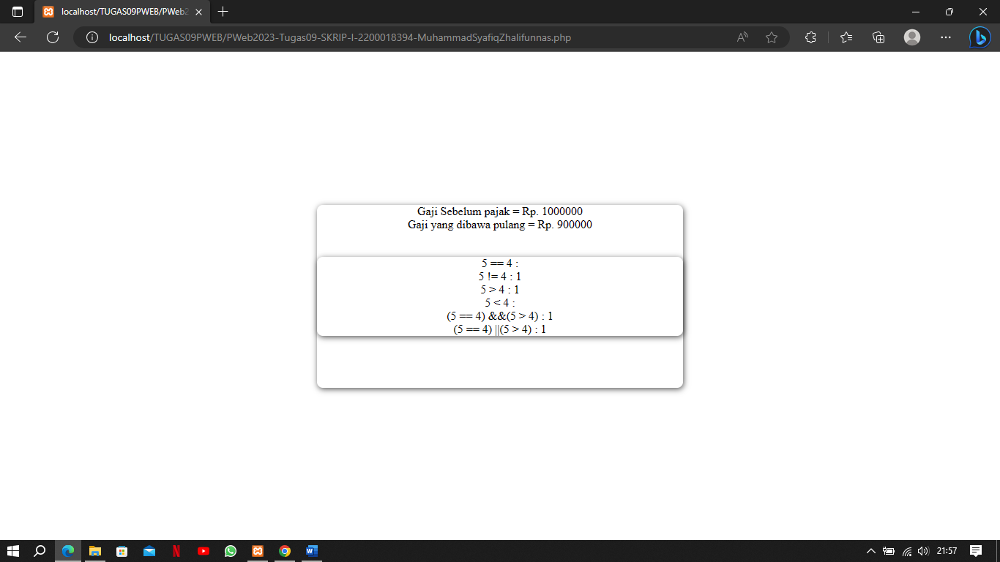 localhost/TUGAS09PWEB/PWeb2
localhost/TUGAS09PWEB/PWeb2023-Tugas09-SKRIP-I-2200018394-MuhammadSyafiqZhalifunnas.php
Gaji Sebelum pajak = Rp. 1000000
Gaji yang dibawa pulang = Rp. 900000
5 == 4 :
5 != 4 : 1
5 > 4 : 1
5 < 4 :
(5 == 4) &&(5 > 4) : 1
(5 == 4) ||(5 > 4) : 1
21:57